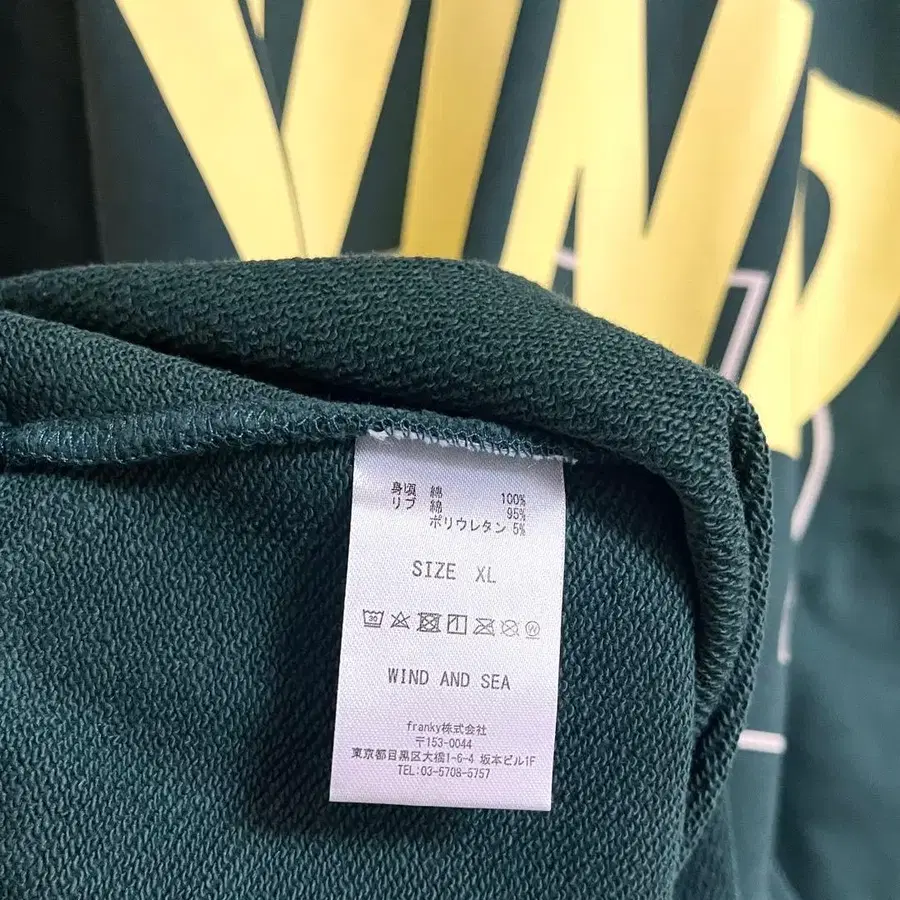 WIND
身頃 綿 100%
リブ 綿 95%
ポリウレタン 5%
SIZE XL
30
WIND AND SEA
franky株式会社
〒153-0044
東京都目黒区大橋1-6-4 坂本ビル1F
TEL:03-5708-5757